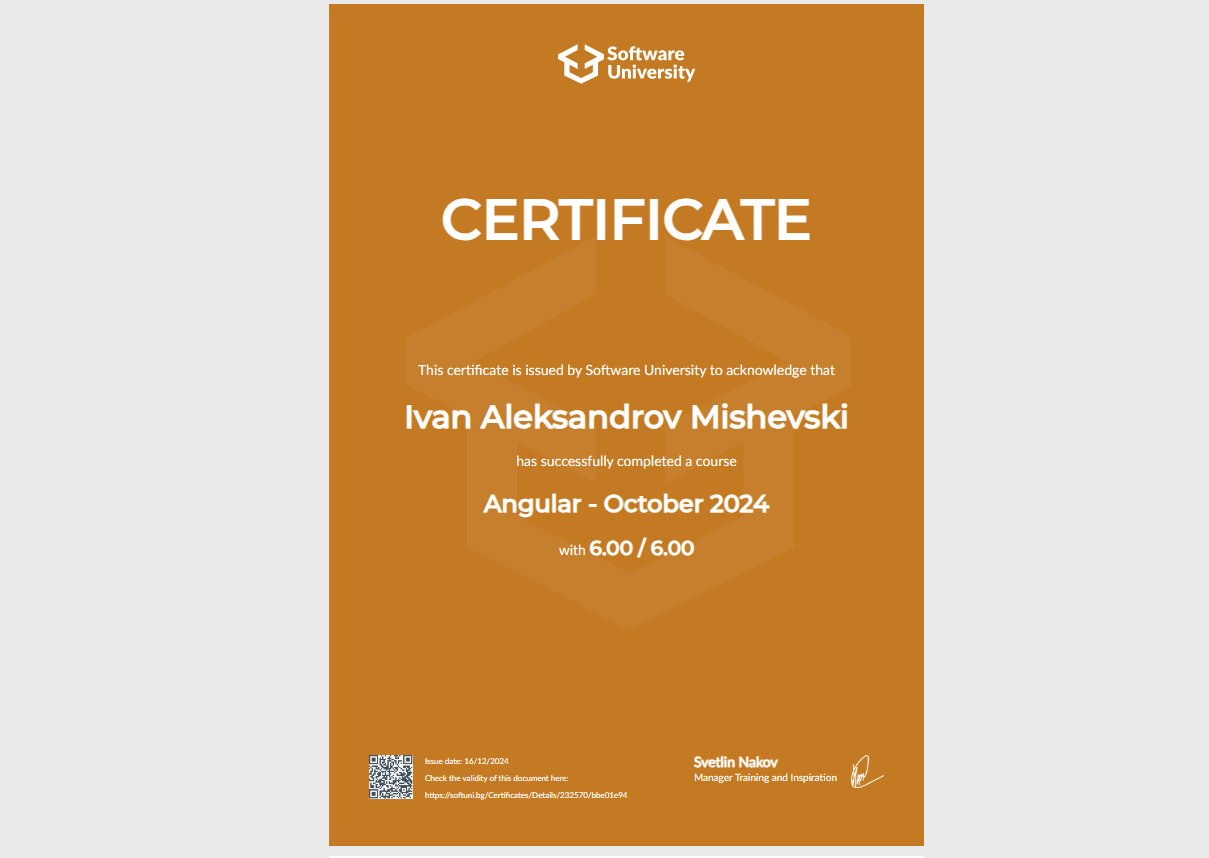 Software
University
CERTIFICATE
This certificate is issued by Software University to acknowledge that
Ivan Aleksandrov Mishevski
has successfully completed a course
Angular - October 2024
with 6.00 / 6.00
Issue date: 16/12/2024
Check the validity of this document here:
https://softuni.bg/Certificates/Details/232570/bbe01e94
Svetlin Nakov
Manager Training and Inspiration